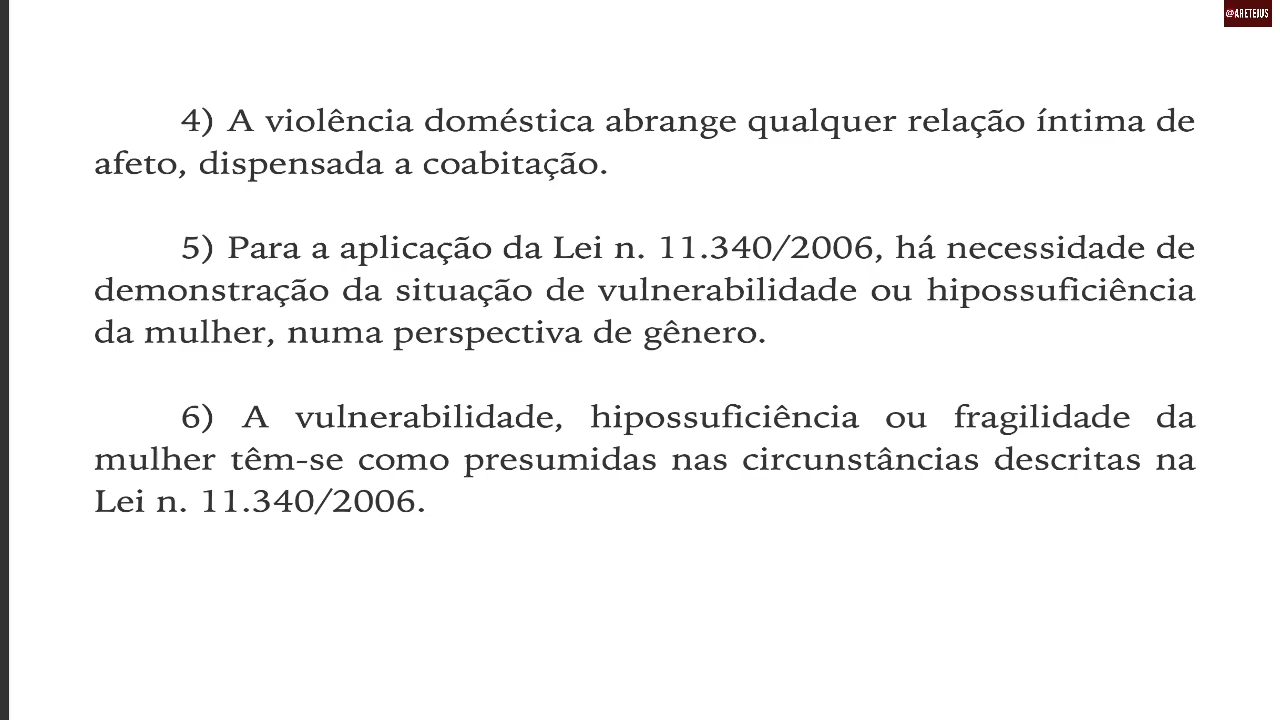 @ARETEJUS
4) A violência doméstica abrange qualquer relação íntima de
afeto, dispensada a coabitação.
5) Para a aplicação da Lei n. 11.340/2006, há necessidade de
demonstração da situação de vulnerabilidade ou hipossuficiência
da mulher, numa perspectiva de gênero.
6) A vulnerabilidade, hipossuficiência ou fragilidade da
mulher têm-se como presumidas nas circunstâncias descritas na
Lei n. 11.340/2006.